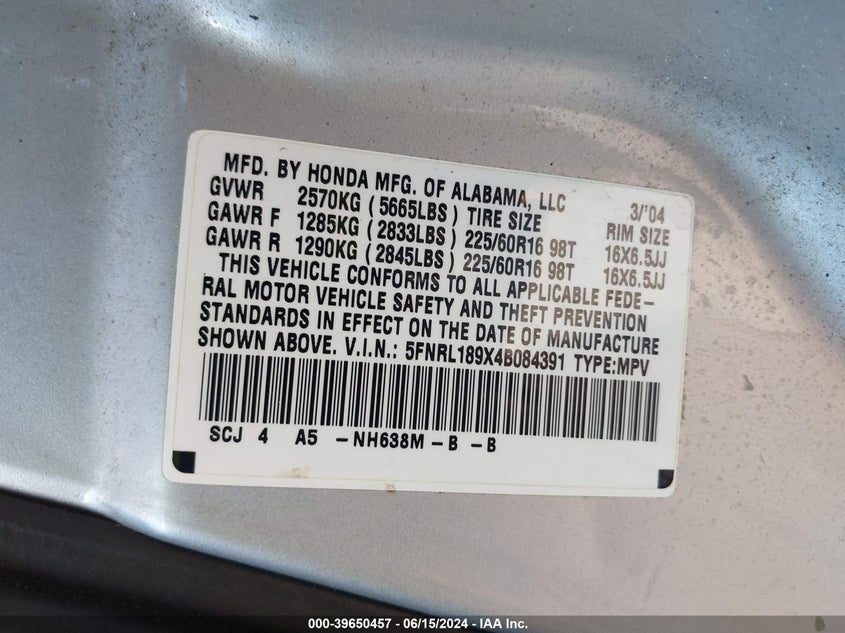 MFD. BY HONDA MFG. OF ALABAMA, LLC 3/'04
GVWR 2570KG (5665LBS) TIRE SIZE RIM SIZE
GAWR F 1285KG (2833LBS) 225/60R16 98T 16X6.5JJ
GAWR R 1290KG (2845LBS) 225/60R16 98T 16X6.5JJ
THIS VEHICLE CONFORMS TO ALL APPLICABLE FEDE-
RAL MOTOR VEHICLE SAFETY AND THEFT PREVENTION
STANDARDS IN EFFECT ON THE DATE OF MANUFACTURE
SHOWN ABOVE. V.I.N.: 5FNRL189X4B084391 TYPE:MPV
SCJ 4 A5 -NH638M -B -B
000-39650457 - 06/15/2024 - IAA Inc.